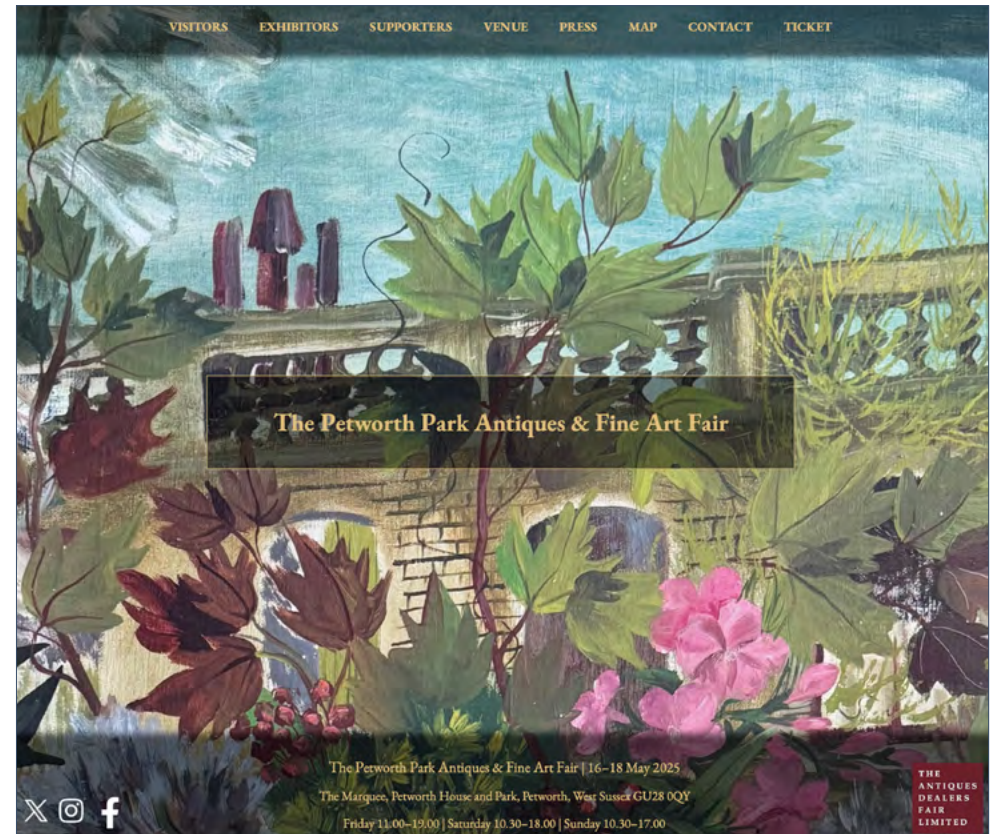 VISITORS EXHIBITORS SUPPORTERS VENUE PRESS MAP CONTACT TICKET
The Petworth Park Antiques & Fine Art Fair
The Petworth Park Antiques & Fine Art Fair | 16–18 May 2025
The Marquee, Petworth House and Park, Petworth, West Sussex GU28 0QY
Friday 11.00–19.00 | Saturday 10.30–18.00 | Sunday 10.30–17.00
THE
ANTIQUES
DEALERS
FAIR
LIMITED